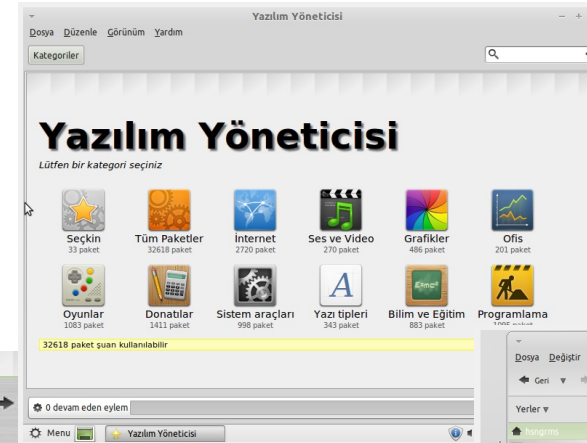 Yazılım Yöneticisi
Dosya Düzenle Görünüm Yardım
Kategoriler
Yazılım Yöneticisi
Lütfen bir kategori seçiniz
Seçkin Tüm Paketler İnternet Ses ve Video Grafikler Ofis
33 paket 32618 paket 2720 paket 270 paket 486 paket 201 paket
Oyunlar Donatılar Sistem araçları Yazı tipleri Bilim ve Eğitim Programlama
1083 paket 1411 paket 998 paket 343 paket 883 paket
32618 paket şuan kullanılabilir
0 devam eden eylem
Menu Yazılım Yöneticisi
Dosya Değiştir
Geri
Yerler
hsngrms